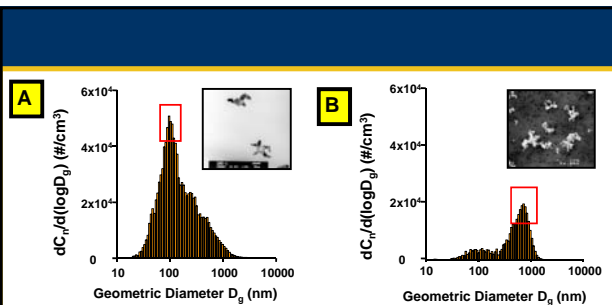 A
6x10⁴
4x10⁴
2x10⁴
0
dCₙ/d(logD_g) (#/cm³)
10 100 1000 10000
Geometric Diameter D_g (nm)
B
6x10⁴
4x10⁴
2x10⁴
0
dCₙ/d(logD_g) (#/cm³)
10 100 1000 10000
Geometric Diameter D_g (nm)